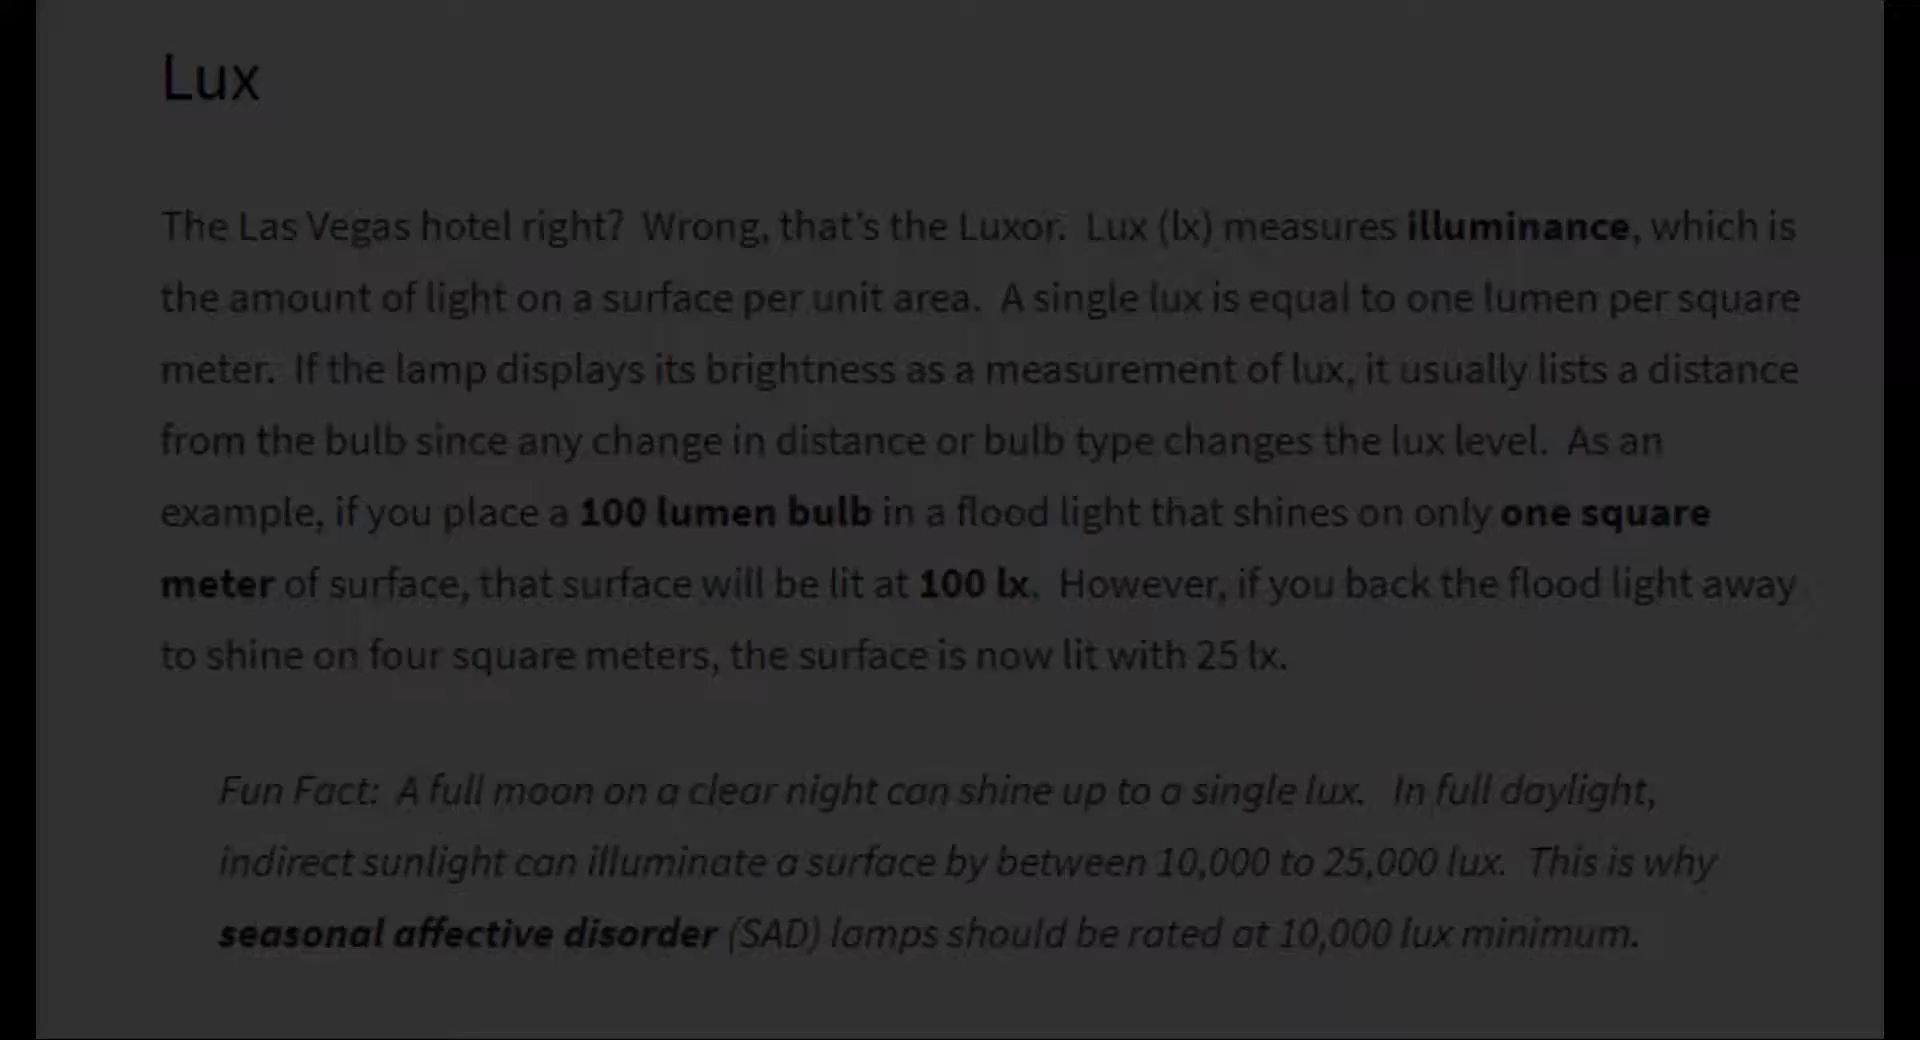 Lux
The Las Vegas hotel right?  Wrong, that's the Luxor.  Lux (lx) measures illuminance, which is
the amount of light on a surface per unit area.  A single lux is equal to one lumen per square
meter.  If the lamp displays its brightness as a measurement of lux, it usually lists a distance
from the bulb since any change in distance or bulb type changes the lux level.  As an
example, if you place a 100 lumen bulb in a flood light that shines on only one square
meter of surface, that surface will be lit at 100 lx.  However, if you back the flood light away
to shine on four square meters, the surface is now lit with 25 lx.
Fun Fact:  A full moon on a clear night can shine up to a single lux.   In full daylight,
indirect sunlight can illuminate a surface by between 10,000 to 25,000 lux.  This is why
seasonal affective disorder (SAD) lamps should be rated at 10,000 lux minimum.